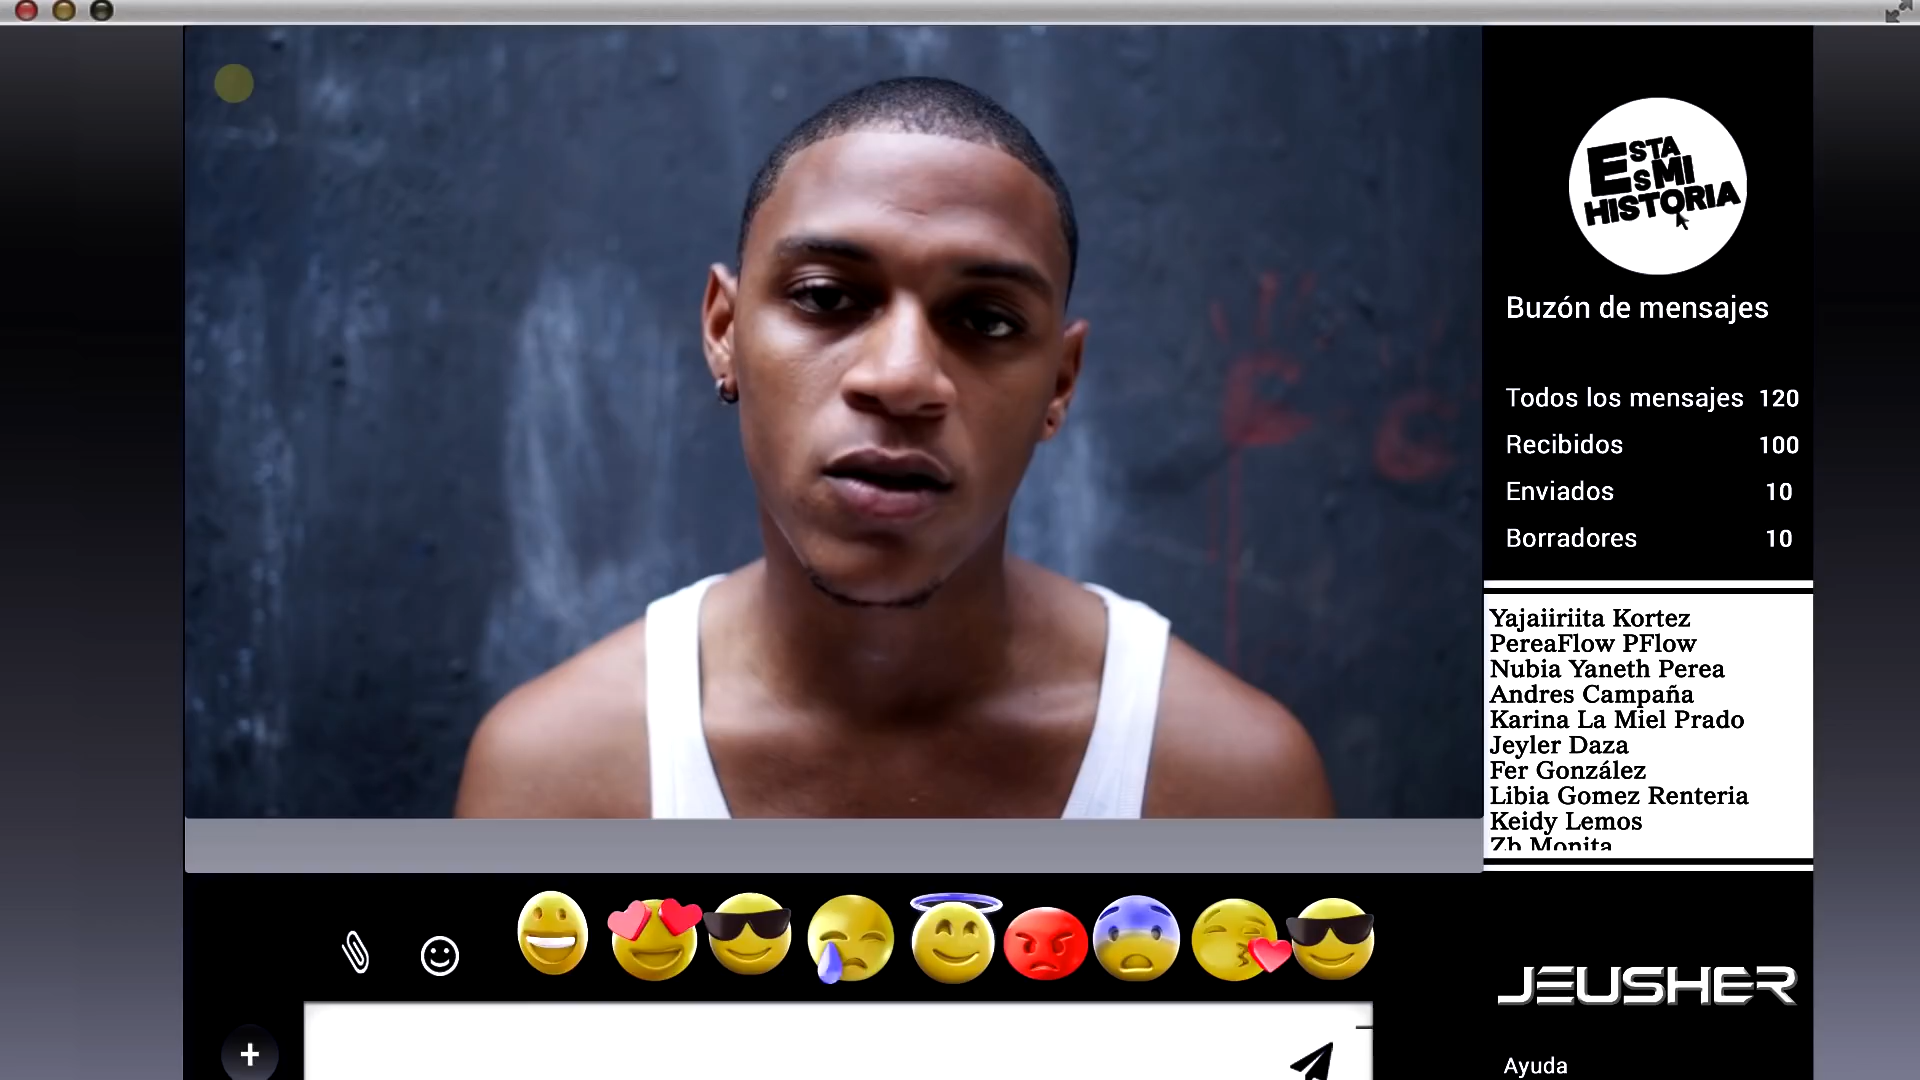 ESTA
ES MI
HISTORIA
Buzón de mensajes
Todos los mensajes 120
Recibidos 100
Enviados 10
Borradores 10
Yajaiiriita Kortez
PereaFlow PFlow
Nubia Yaneth Perea
Andres Campaña
Karina La Miel Prado
Jeyler Daza
Fer González
Libia Gomez Renteria
Keidy Lemos
Zb Monita
JEUSHER
Ayuda